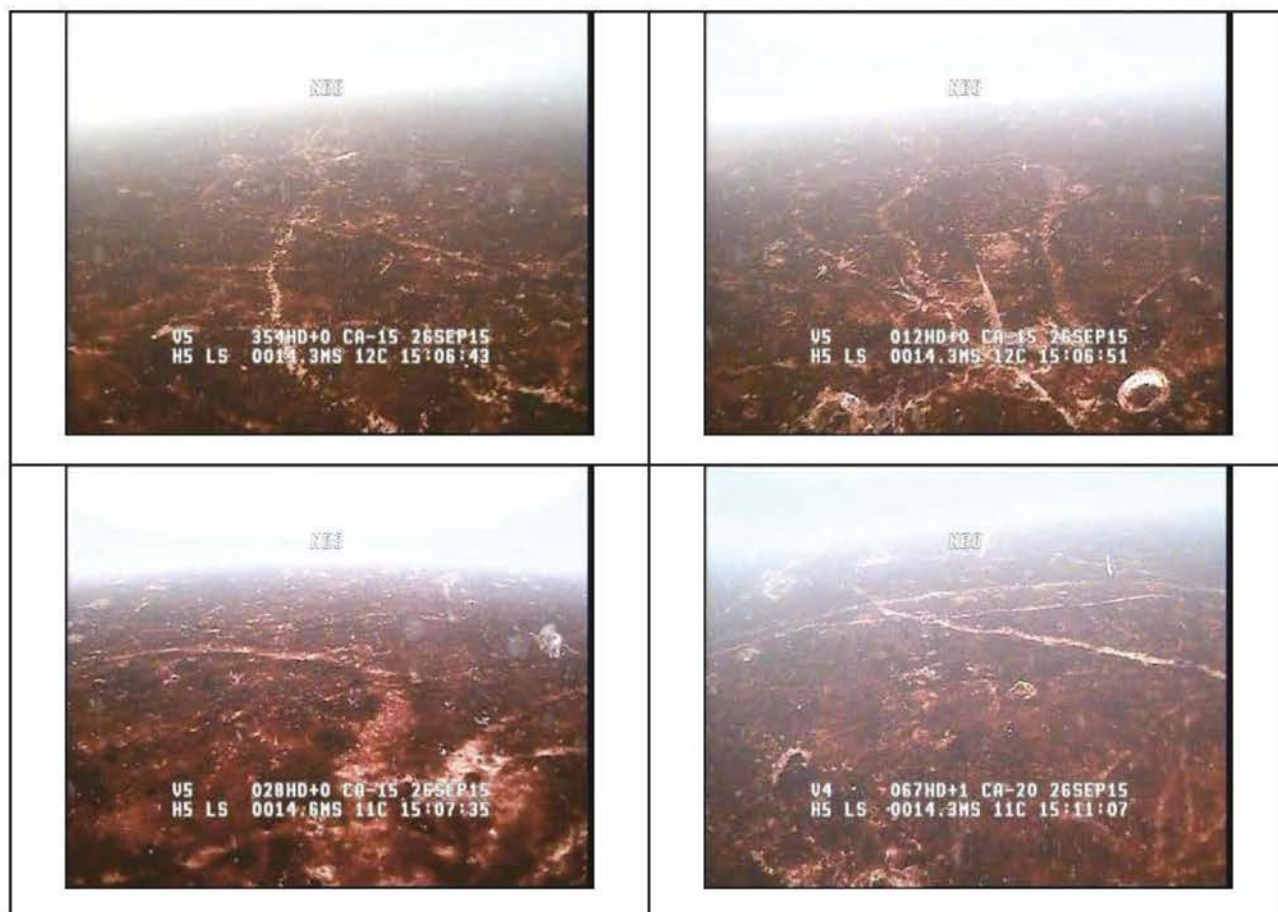 V5 354HD+0 CA-15 26SEP15
H5 LS 0014.3MS 12C 15:06:43
V5 012HD+0 CA-15 26SEP15
H5 LS 0014.3MS 12C 15:06:51
V5 028HD+0 CA-15 26SEP15
H5 LS 0014.6MS 11C 15:07:35
V4 067HD+1 CA-20 26SEP15
H5 LS 0014.3MS 11C 15:11:07